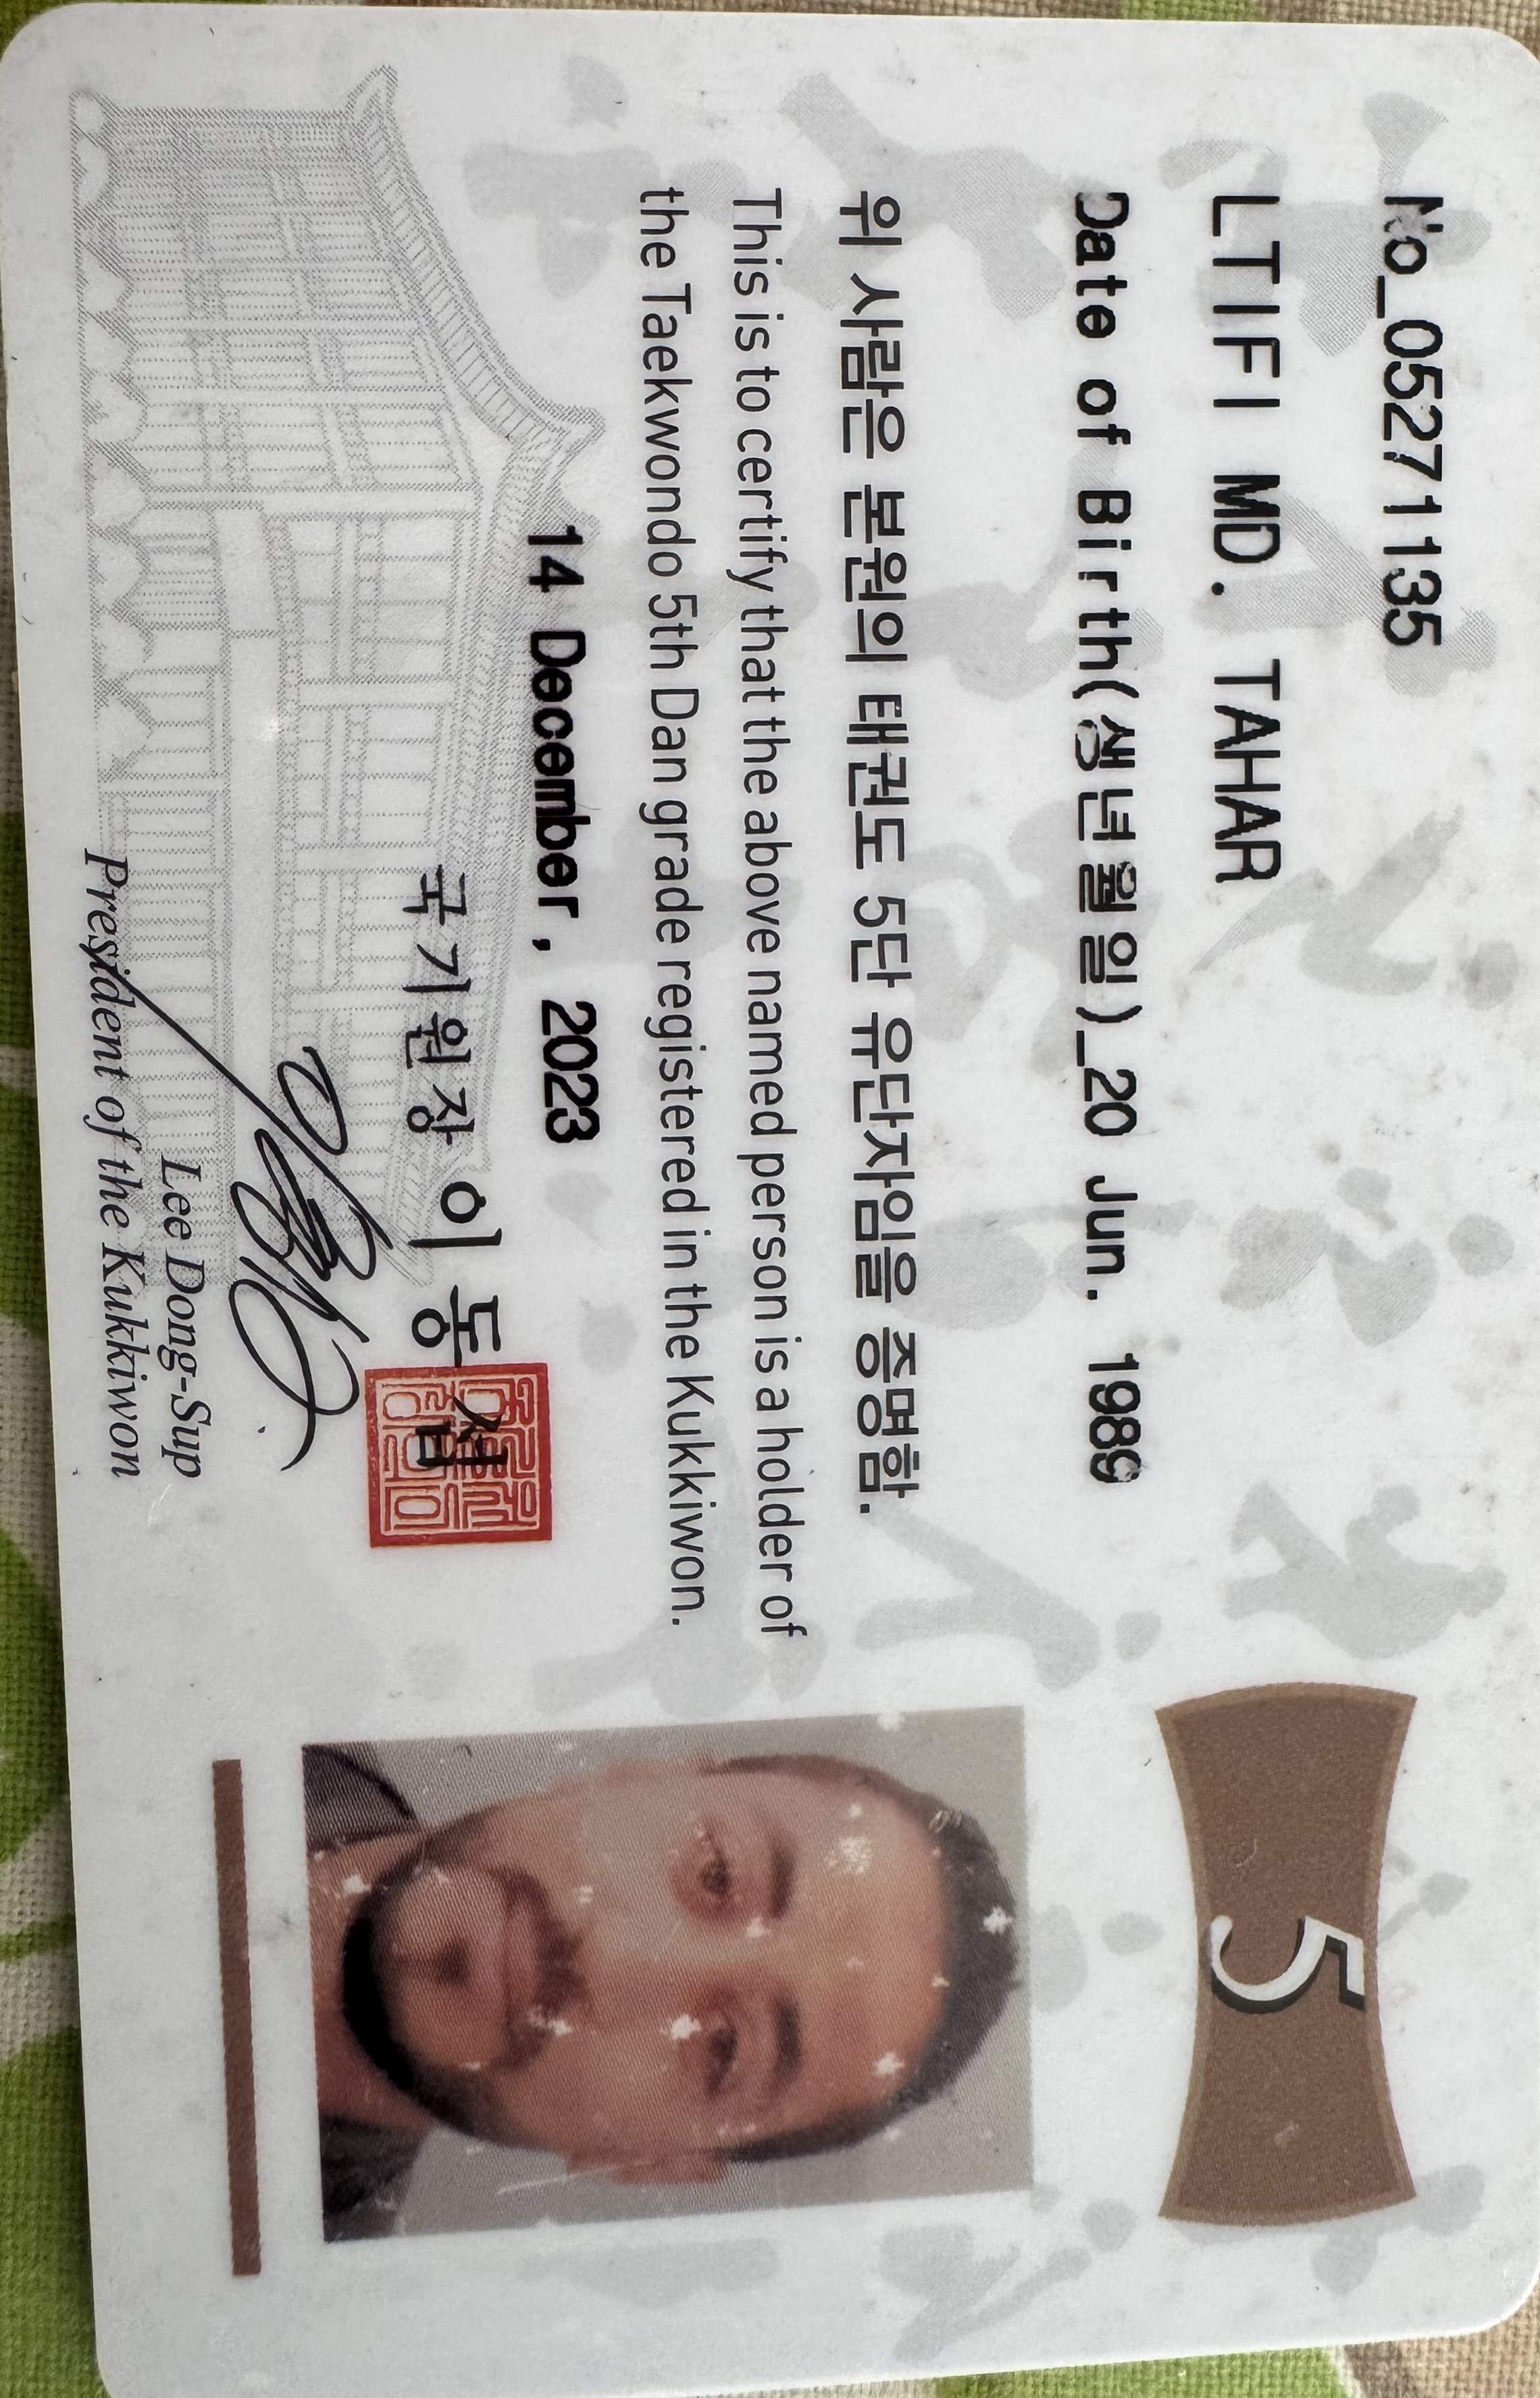 No_05271135
LTIFI MD. TAHAR
Date of Birth(생년월일)_20 Jun. 1989
위 사람은 본원의 태권도 5단 유단자임을 증명함.
This is to certify that the above named person is a holder of
the Taekwondo 5th Dan grade registered in the Kukkiwon.
14 December, 2023
국기원장 이동섭
Lee Dong-Sup
President of the Kukkiwon
5